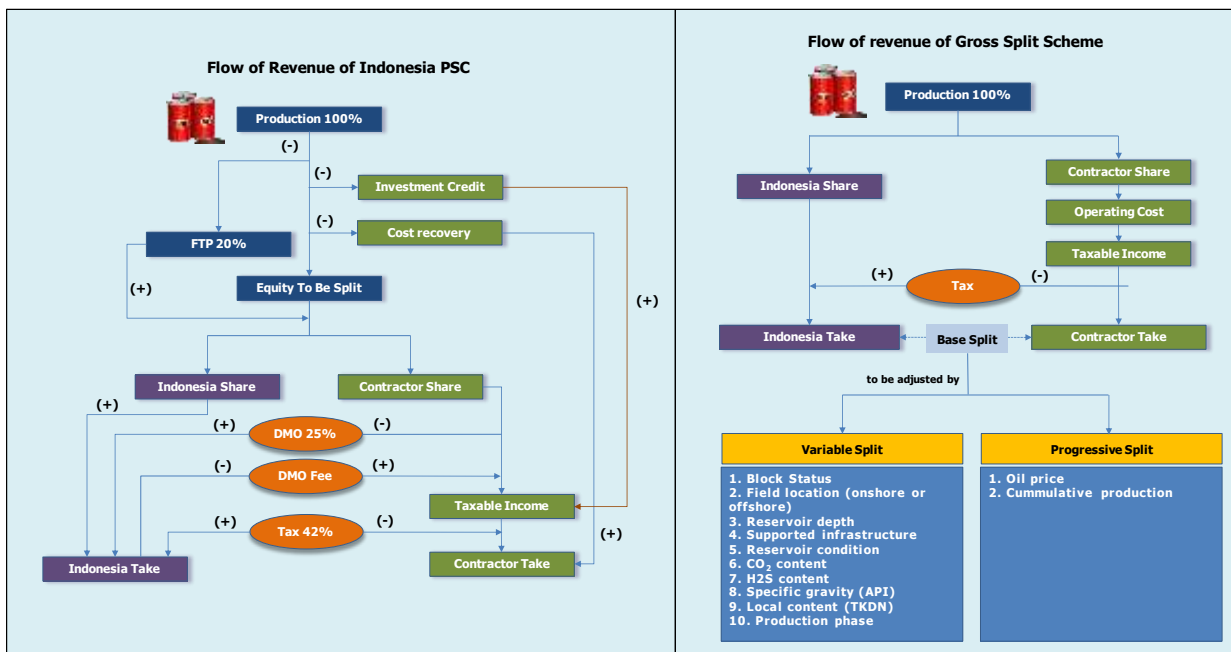 Flow of Revenue of Indonesia PSC
Production 100%
(-)
(-)
Investment Credit
(-)
Cost recovery
FTP 20%
(+)
Equity To Be Split
(+)
Indonesia Share
Contractor Share
(+)
(+)
DMO 25%
(-)
(-)
DMO Fee
(+)
Taxable Income
(+)
Tax 42%
(-)
(+)
Indonesia Take
Contractor Take
Flow of revenue of Gross Split Scheme
Production 100%
Indonesia Share
Contractor Share
Operating Cost
Taxable Income
(+)
Tax
(-)
Indonesia Take
Base Split
Contractor Take
to be adjusted by
Variable Split
1. Block Status
2. Field location (onshore or
offshore)
3. Reservoir depth
4. Supported infrastructure
5. Reservoir condition
6. CO2 content
7. H2S content
8. Specific gravity (API)
9. Local content (TKDN)
10. Production phase
Progressive Split
1. Oil price
2. Cummulative production